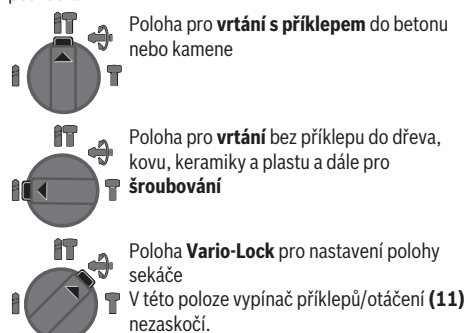 Poloha pro vrtání s příklepem do betonu
nebo kamene
Poloha pro vrtání bez příklepu do dřeva,
kovu, keramiky a plastu a dále pro
šroubování
Poloha Vario-Lock pro nastavení polohy
sekáče
V této poloze vypínač příklepů/otáčení (11)
nezaskočí.